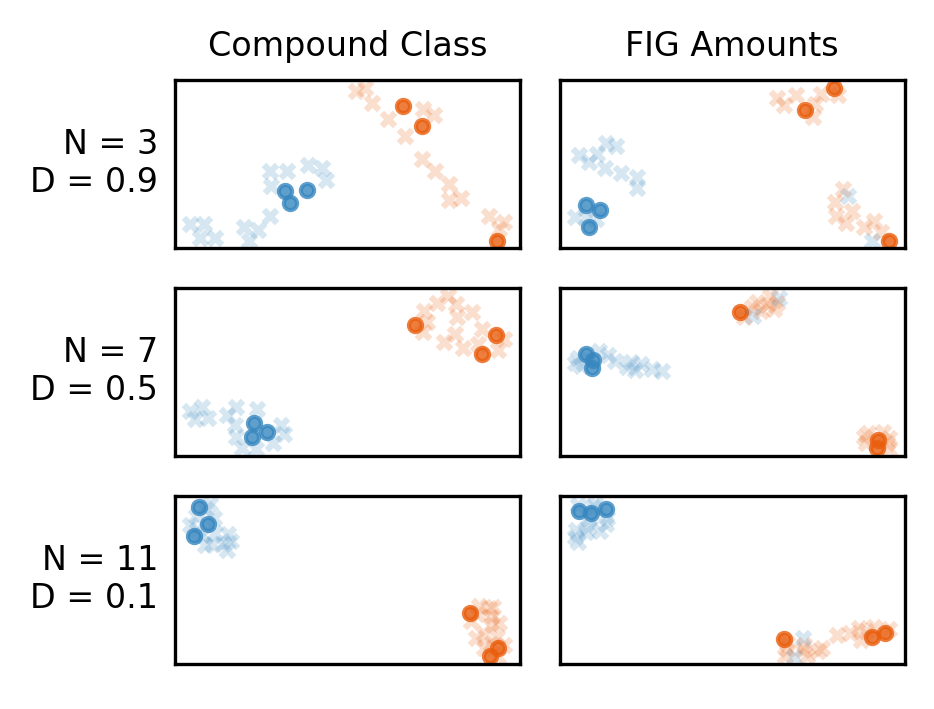 Compound Class
FIG Amounts
N = 3
D = 0.9
N = 7
D = 0.5
N = 11
D = 0.1